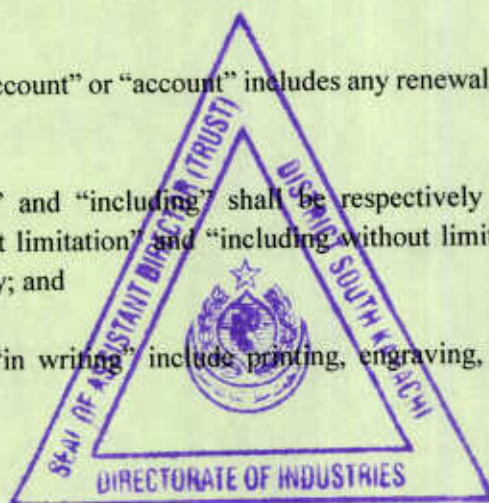 ccount" or "account" includes any renewal
" and "including" shall be respectively
t limitation" and "including without limit
y; and
"in writing" include printing, engraving,
SEAL OF ASSISTANT DIRECTOR (TRUST)
DISTRICT SOUTH KARACHI
DIRECTORATE OF INDUSTRIES